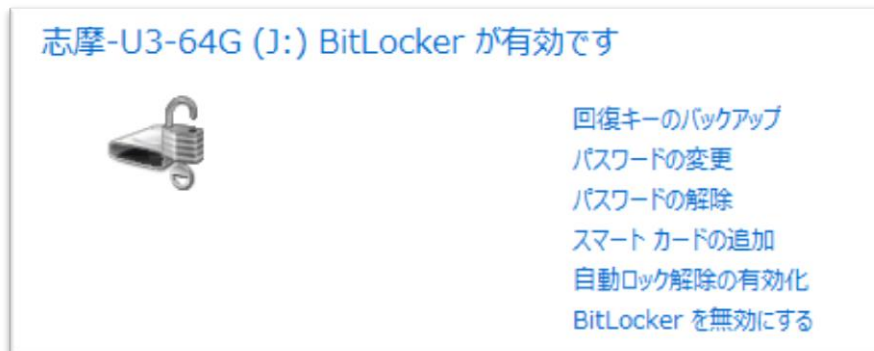 志摩-U3-64G (J:) BitLocker が有効です
回復キーのバックアップ
パスワードの変更
パスワードの解除
スマート カードの追加
自動ロック解除の有効化
BitLocker を無効にする